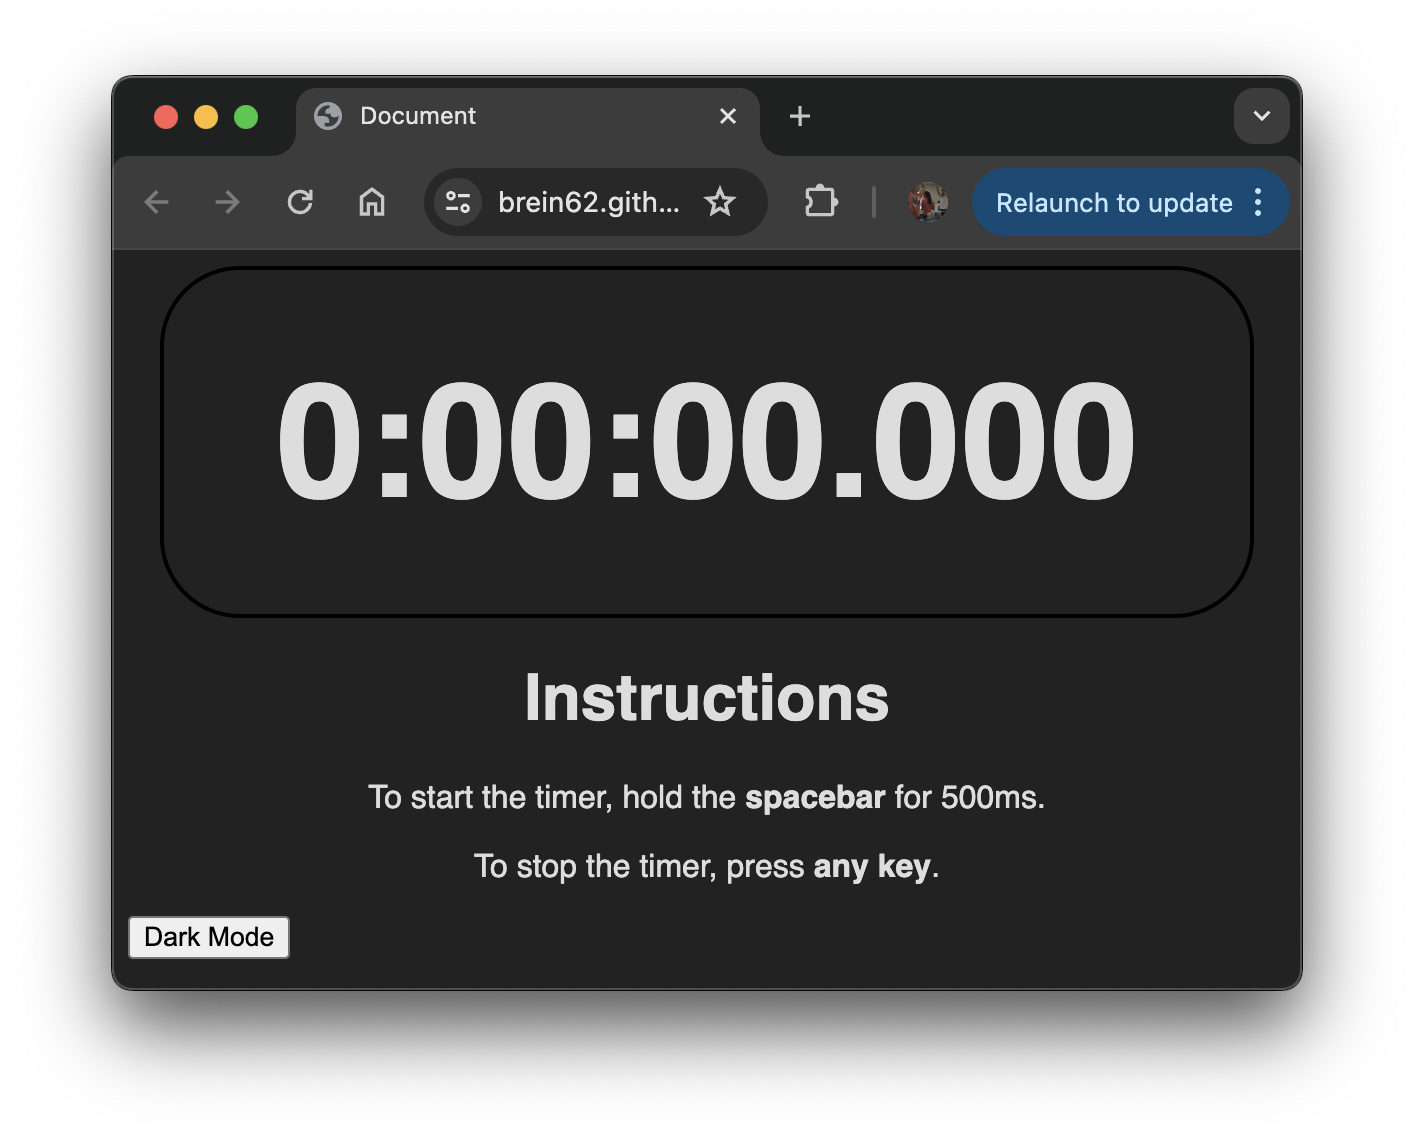 Document
brein62.gith...
Relaunch to update
0:00:00.000
Instructions
To start the timer, hold the spacebar for 500ms.
To stop the timer, press any key.
Dark Mode